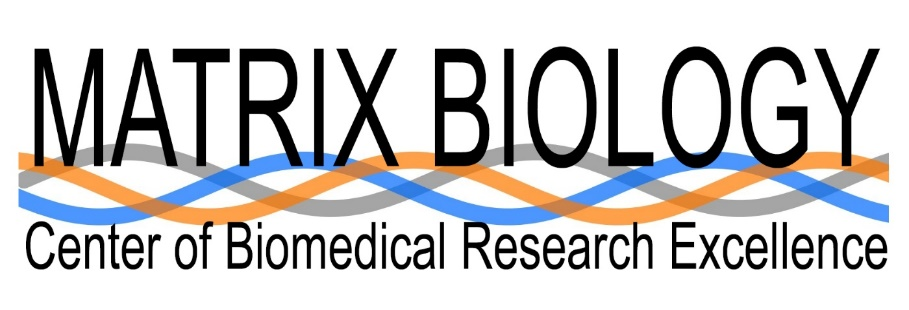 MATRIX BIOLOGY
Center of Biomedical Research Excellence